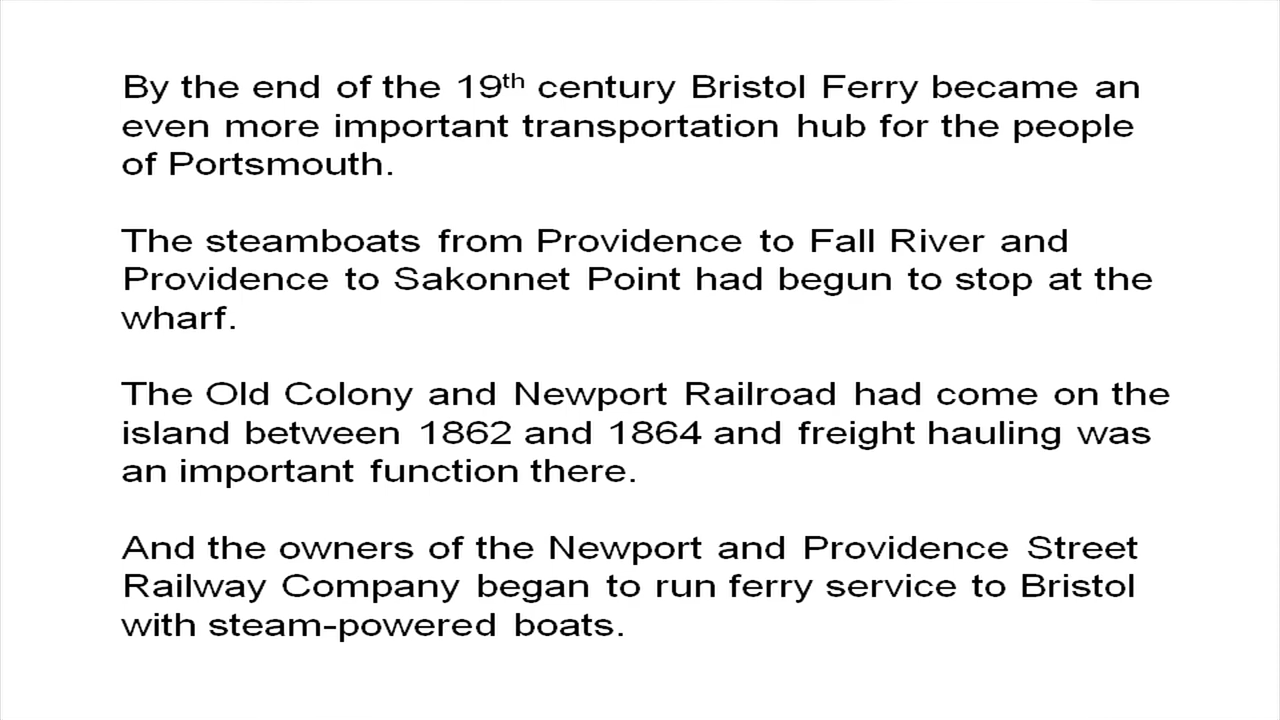 By the end of the 19th century Bristol Ferry became an
even more important transportation hub for the people
of Portsmouth.
The steamboats from Providence to Fall River and
Providence to Sakonnet Point had begun to stop at the
wharf.
The Old Colony and Newport Railroad had come on the
island between 1862 and 1864 and freight hauling was
an important function there.
And the owners of the Newport and Providence Street
Railway Company began to run ferry service to Bristol
with steam-powered boats.